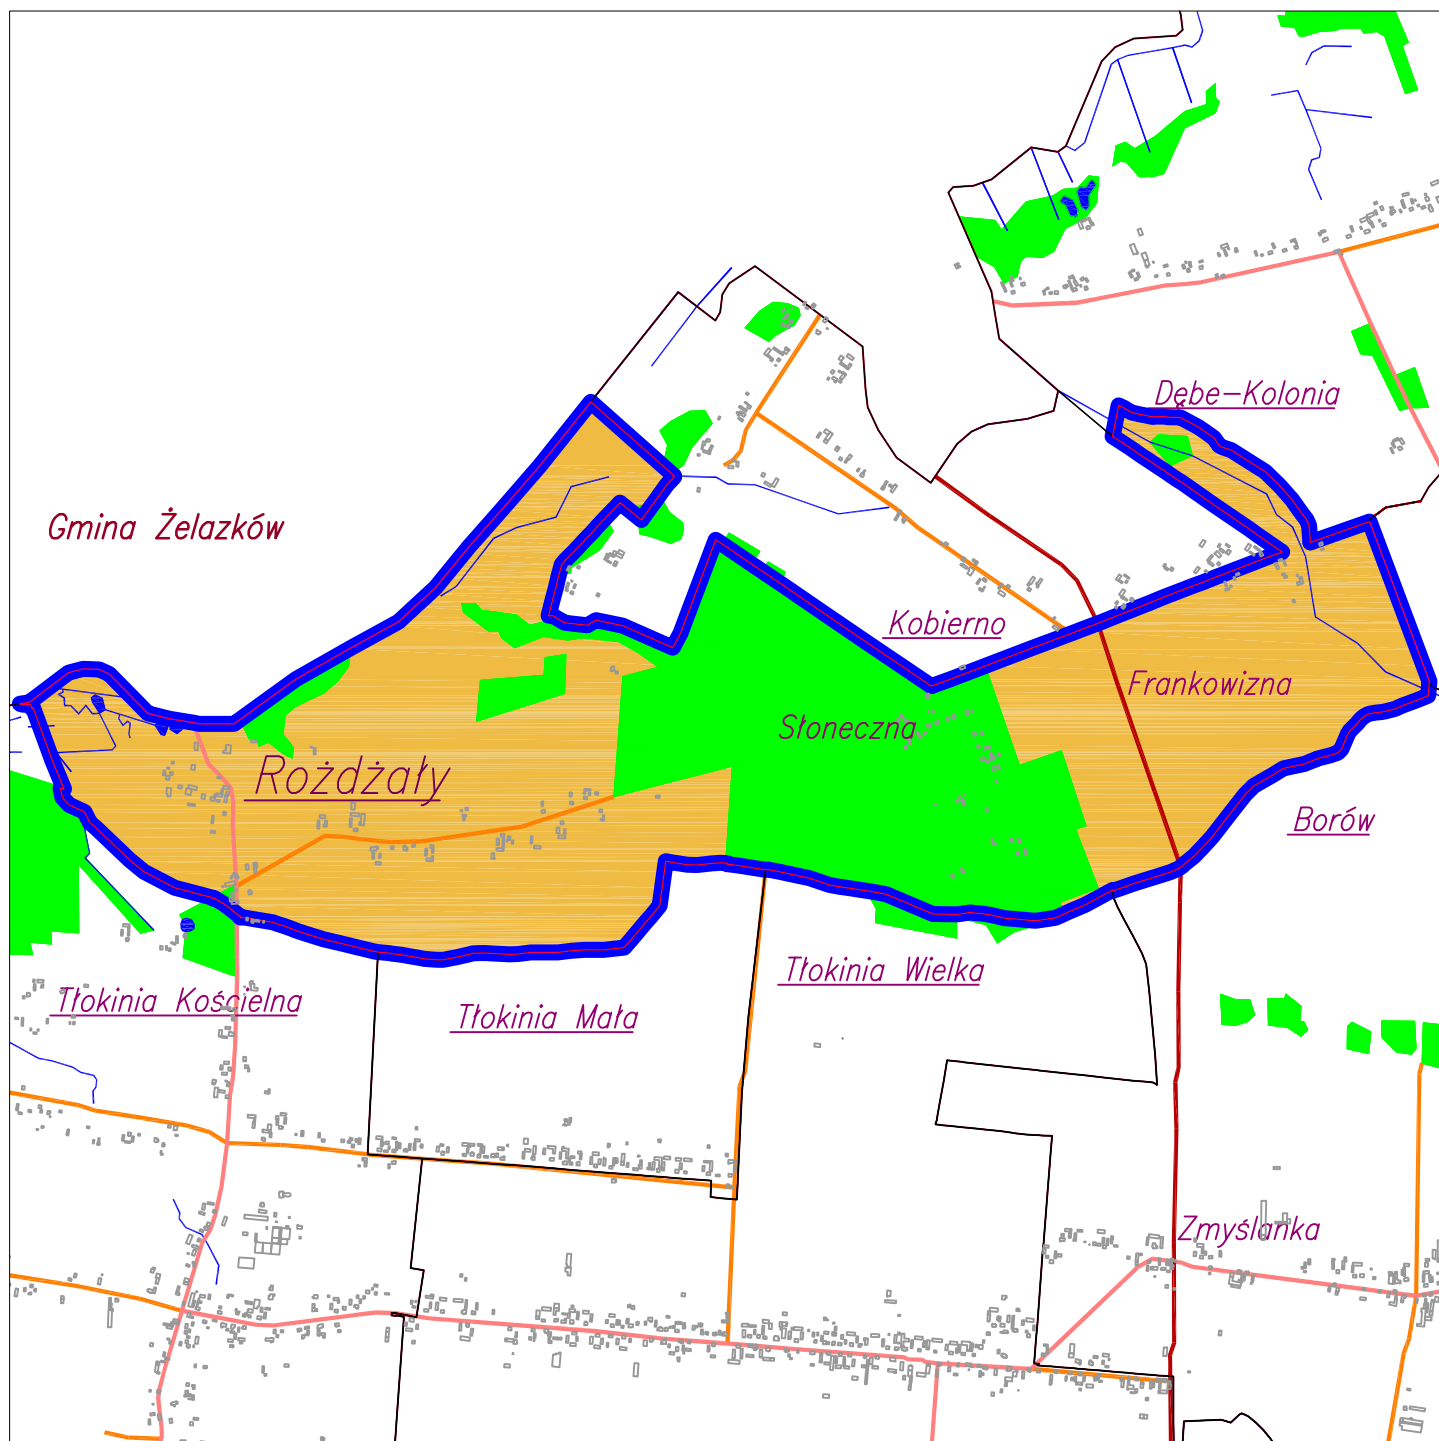 Dębe-Kolonia
Gmina Żelazków
Kobierno
Frankowizna
Słoneczna
Rożdżały
Borów
Tłokinia Wielka
Tłokinia Kościelna
Tłokinia Mała
Zmyślanka